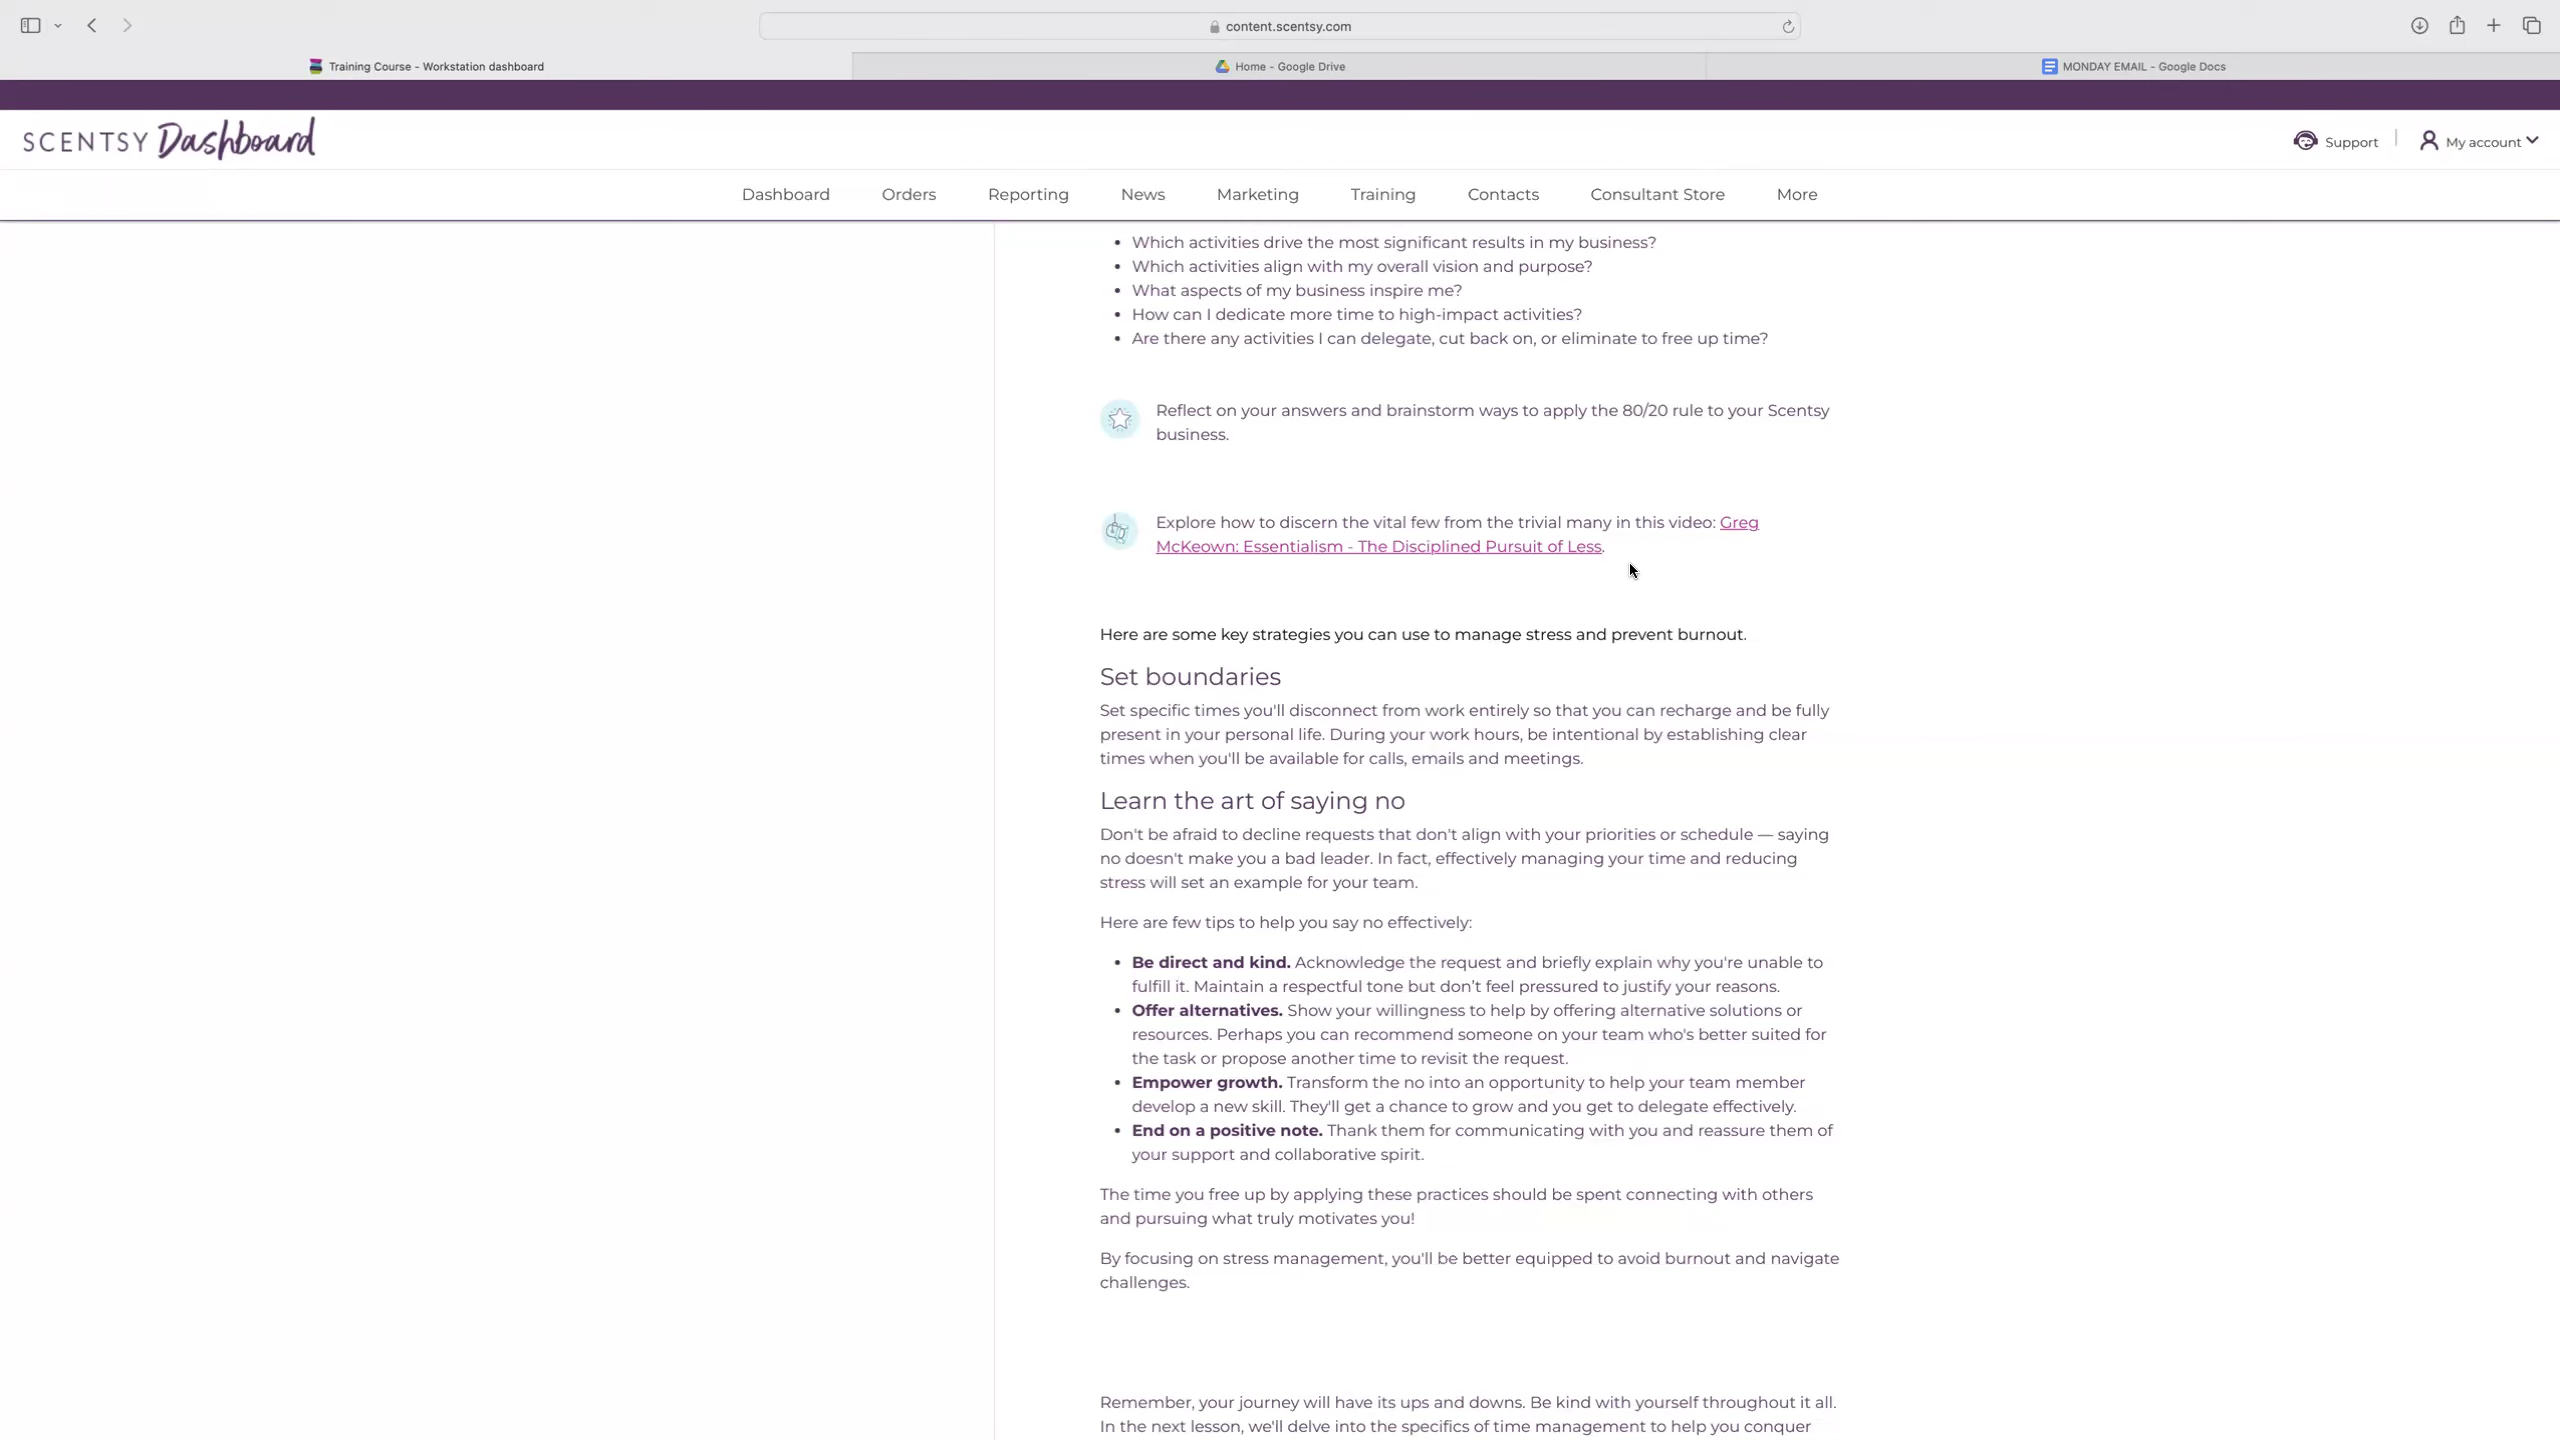 content.scentsy.com
Training Course - Workstation dashboard
Home - Google Drive
MONDAY EMAIL - Google Docs
SCENTSY Dashboard
Support
My account
Dashboard
Orders
Reporting
News
Marketing
Training
Contacts
Consultant Store
More
• Which activities drive the most significant results in my business?
• Which activities align with my overall vision and purpose?
• What aspects of my business inspire me?
• How can I dedicate more time to high-impact activities?
• Are there any activities I can delegate, cut back on, or eliminate to free up time?
Reflect on your answers and brainstorm ways to apply the 80/20 rule to your Scentsy
business.
Explore how to discern the vital few from the trivial many in this video: Greg
McKeown: Essentialism - The Disciplined Pursuit of Less.
Here are some key strategies you can use to manage stress and prevent burnout.
Set boundaries
Set specific times you'll disconnect from work entirely so that you can recharge and be fully
present in your personal life. During your work hours, be intentional by establishing clear
times when you'll be available for calls, emails and meetings.
Learn the art of saying no
Don't be afraid to decline requests that don't align with your priorities or schedule — saying
no doesn't make you a bad leader. In fact, effectively managing your time and reducing
stress will set an example for your team.
Here are few tips to help you say no effectively:
• Be direct and kind. Acknowledge the request and briefly explain why you're unable to
fulfill it. Maintain a respectful tone but don’t feel pressured to justify your reasons.
• Offer alternatives. Show your willingness to help by offering alternative solutions or
resources. Perhaps you can recommend someone on your team who's better suited for
the task or propose another time to revisit the request.
• Empower growth. Transform the no into an opportunity to help your team member
develop a new skill. They'll get a chance to grow and you get to delegate effectively.
• End on a positive note. Thank them for communicating with you and reassure them of
your support and collaborative spirit.
The time you free up by applying these practices should be spent connecting with others
and pursuing what truly motivates you!
By focusing on stress management, you'll be better equipped to avoid burnout and navigate
challenges.
Remember, your journey will have its ups and downs. Be kind with yourself throughout it all.
In the next lesson, we'll delve into the specifics of time management to help you conquer